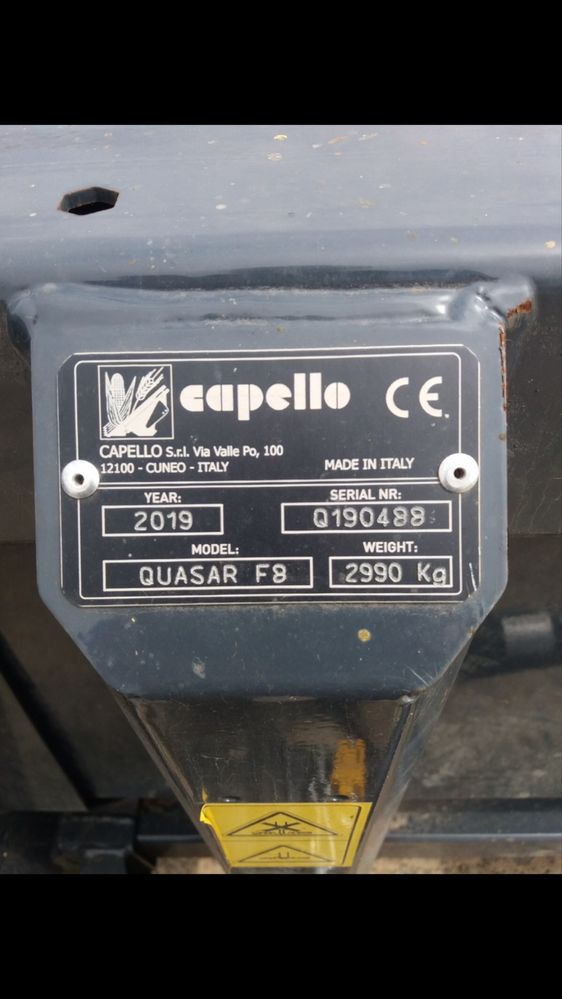 capello CE
CAPELLO S.r.l. Via Valle Po, 100
12100 - CUNEO - ITALY MADE IN ITALY
YEAR: SERIAL NR:
2019 Q190488
MODEL: WEIGHT:
QUASAR F8 2990 Kg